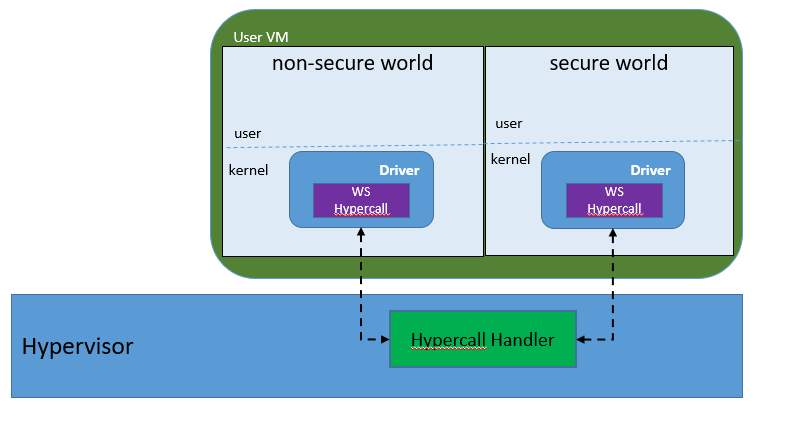 User VM
non-secure world
secure world
user
user
kernel
kernel
Driver
Driver
WS
Hypercall
WS
Hypercall
Hypervisor
Hypercall Handler